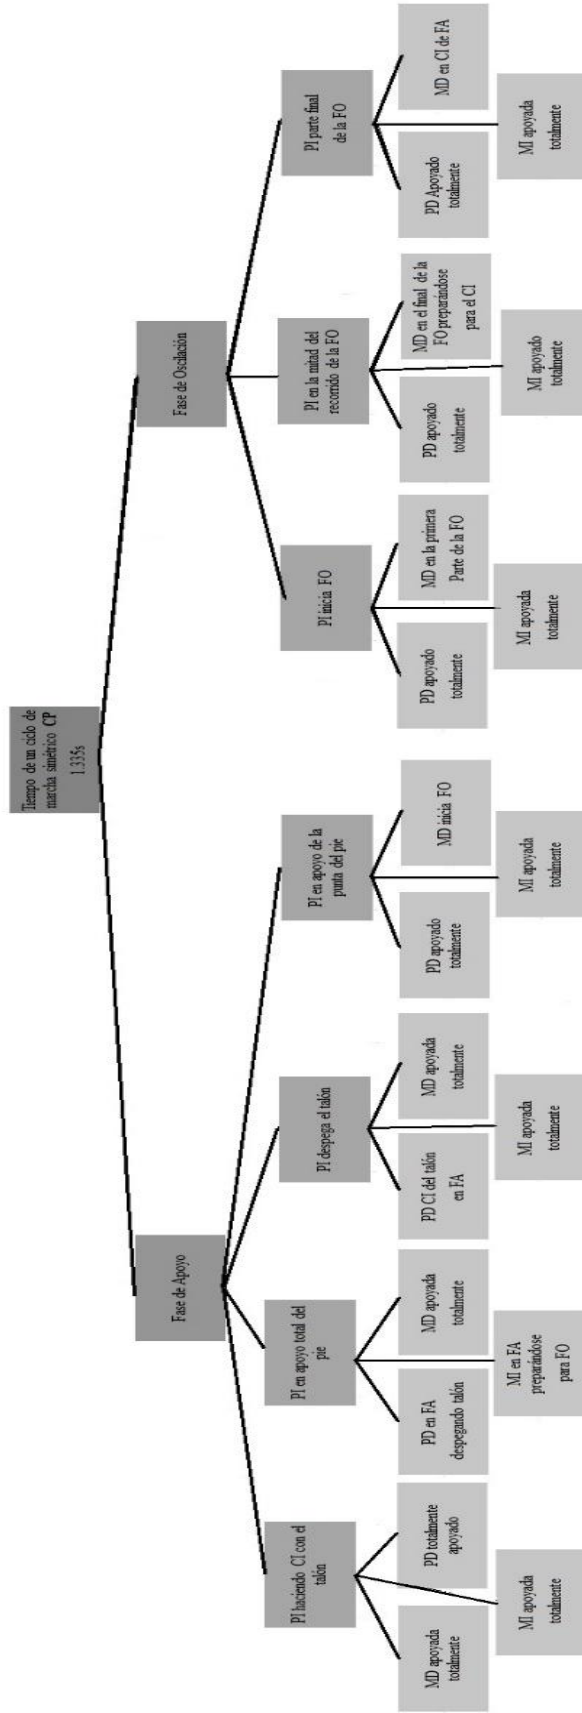 Tiempo de un ciclo de
marcha simétrico CP
1.335s
Fase de Apoyo
Fase de Oscilación
PI haciendo CI con el
talón
PI en apoyo total del
pie
PI despega el talón
PI en apoyo de la
punta del pie
PI inicia FO
PI en la mitad del
recorrido de la FO
PI parte final
de la FO
MD apoyada
totalmente
PD totalmente
apoyado
MI apoyada
totalmente
PD en FA
despegando talón
MD apoyada
totalmente
MI en FA
preparándose
para FO
PD CI del talón
en FA
MD apoyada
totalmente
MI apoyada
totalmente
PD apoyado
totalmente
MD inicia FO
MI apoyada
totalmente
PD apoyado
totalmente
MD en la primera
Parte de la FO
MI apoyada
totalmente
PD apoyado
totalmente
MD en el final de la
FO preparándose
para el CI
MI apoyado
totalmente
PD Apoyado
totalmente
MD en CI de FA
MI apoyada
totalmente